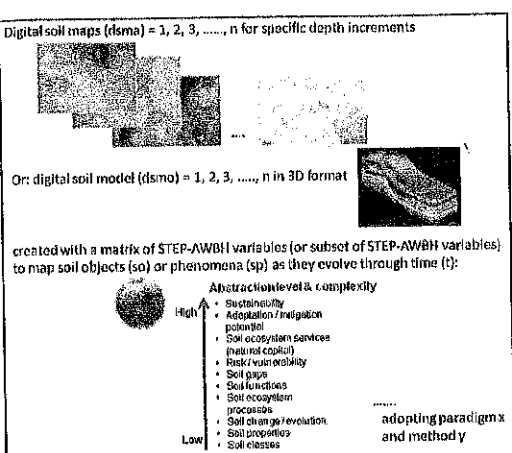 Digital soil maps (dsma) = 1, 2, 3, ......, n for specific depth increments
....
Or: digital soil model (dsmo) = 1, 2, 3, ....., n in 3D format
created with a matrix of STEP-AWBH variables (or subset of STEP-AWBH variables)
to map soil objects (so) or phenomena (sp) as they evolve through time (t):
Abstraction level & complexity
High
• Sustainability
• Adaptation / mitigation
potential
• Soil ecosystem services
(natural capital)
• Risk / vulnerability
• Soil gaps
• Soil functions
• Soil ecosystem
processes
• Soil change / evolution
• Soil properties
• Soil classes
Low
......
adopting paradigm x
and method y